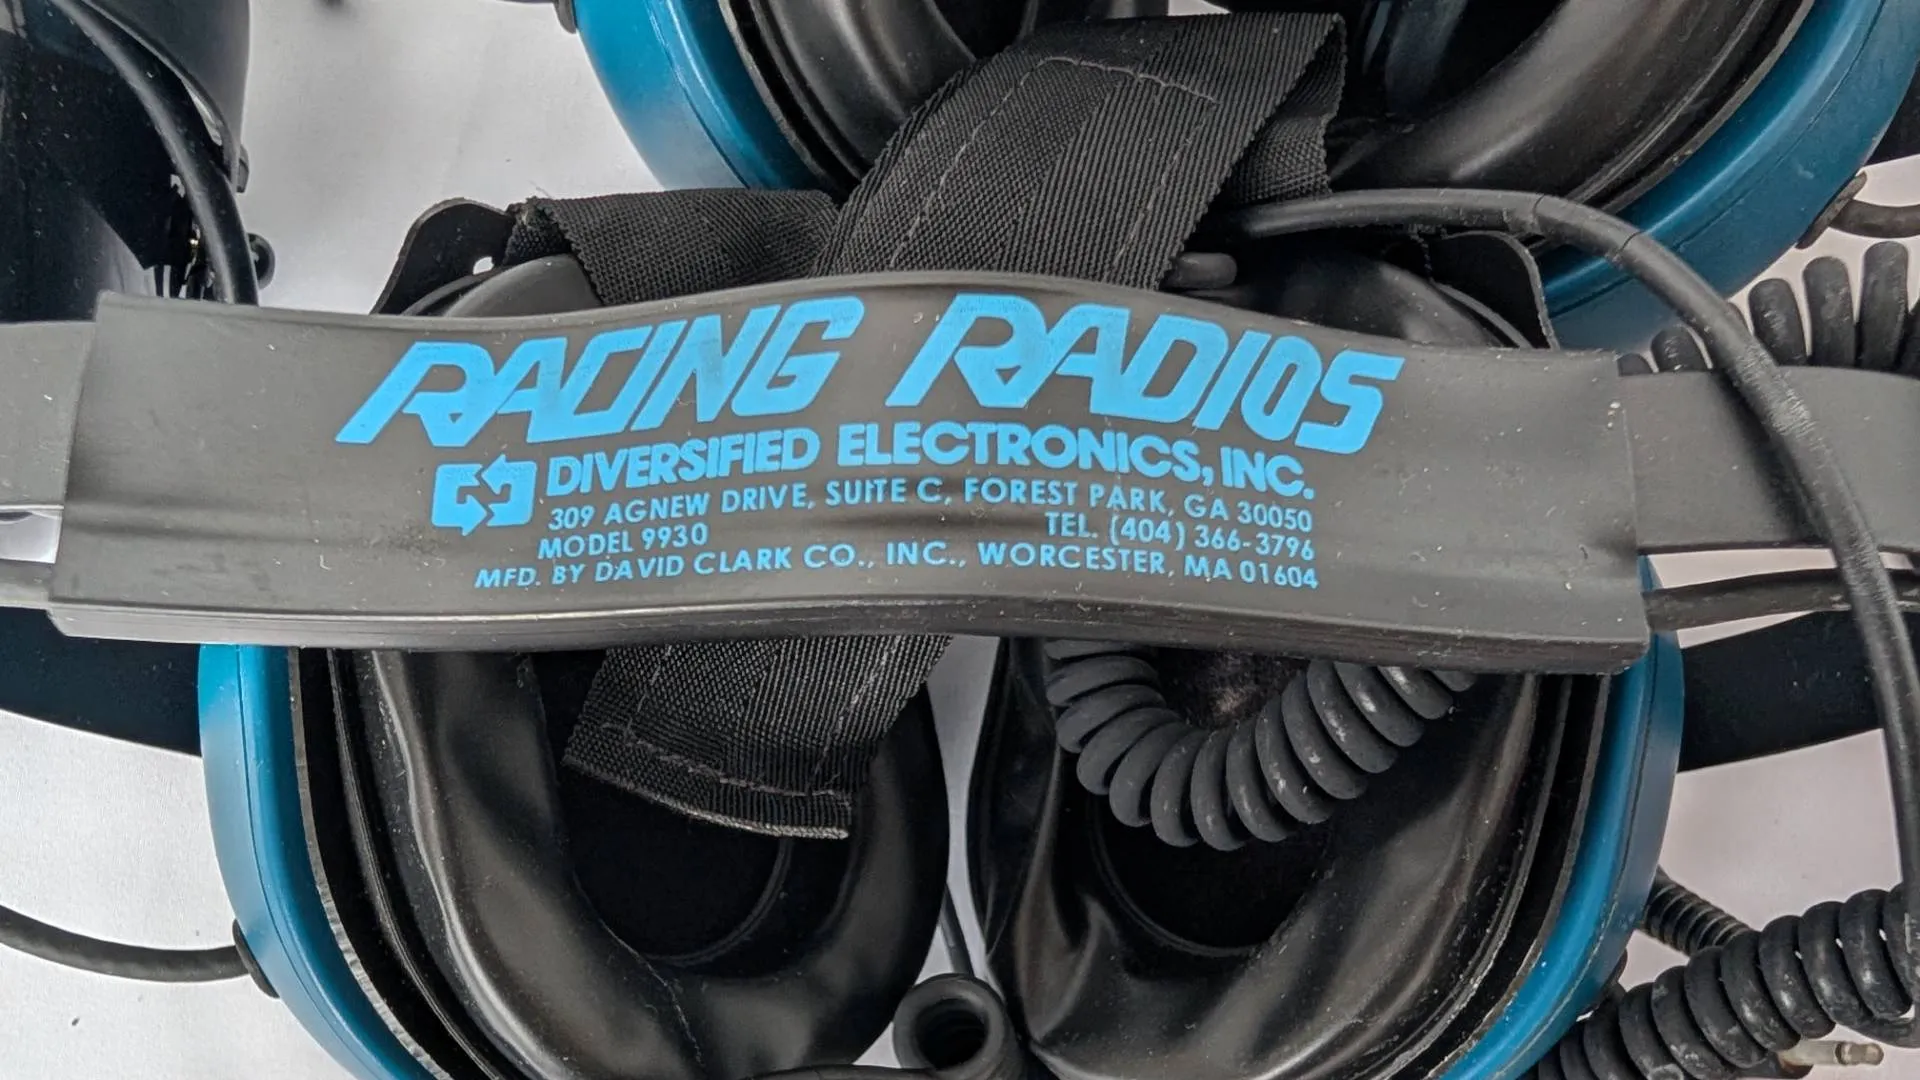 RACING RADIOS
DIVERSIFIED ELECTRONICS, INC.
309 AGNEW DRIVE, SUITE C, FOREST PARK, GA 30050
MODEL 9930 TEL. (404) 366-3796
MFD. BY DAVID CLARK CO., INC., WORCESTER, MA 01604